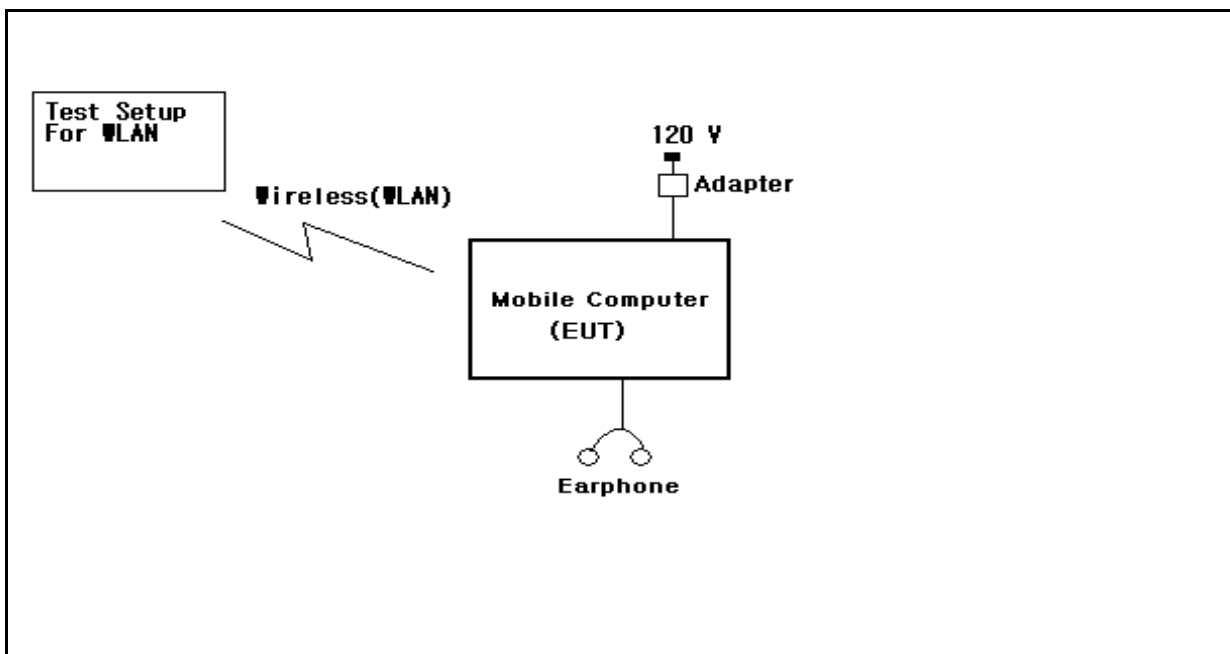 Test Setup
For WLAN
Wireless(WLAN)
120 V
Adapter
Mobile Computer
(EUT)
Earphone